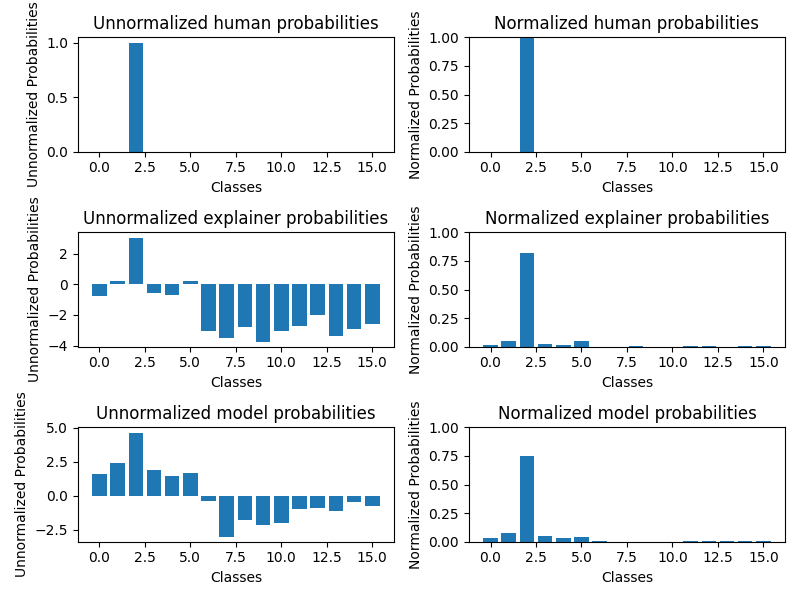 Unnormalized human probabilities
Unnormalized Probabilities
1.0
0.5
0.0
0.0 2.5 5.0 7.5 10.0 12.5 15.0
Classes
Normalized human probabilities
Normalized Probabilities
1.00
0.75
0.50
0.25
0.00
0.0 2.5 5.0 7.5 10.0 12.5 15.0
Classes
Unnormalized explainer probabilities
Unnormalized Probabilities
2
0
−2
−4
0.0 2.5 5.0 7.5 10.0 12.5 15.0
Classes
Normalized explainer probabilities
Normalized Probabilities
1.00
0.75
0.50
0.25
0.00
0.0 2.5 5.0 7.5 10.0 12.5 15.0
Classes
Unnormalized model probabilities
Unnormalized Probabilities
5.0
2.5
0.0
−2.5
0.0 2.5 5.0 7.5 10.0 12.5 15.0
Classes
Normalized model probabilities
Normalized Probabilities
1.00
0.75
0.50
0.25
0.00
0.0 2.5 5.0 7.5 10.0 12.5 15.0
Classes